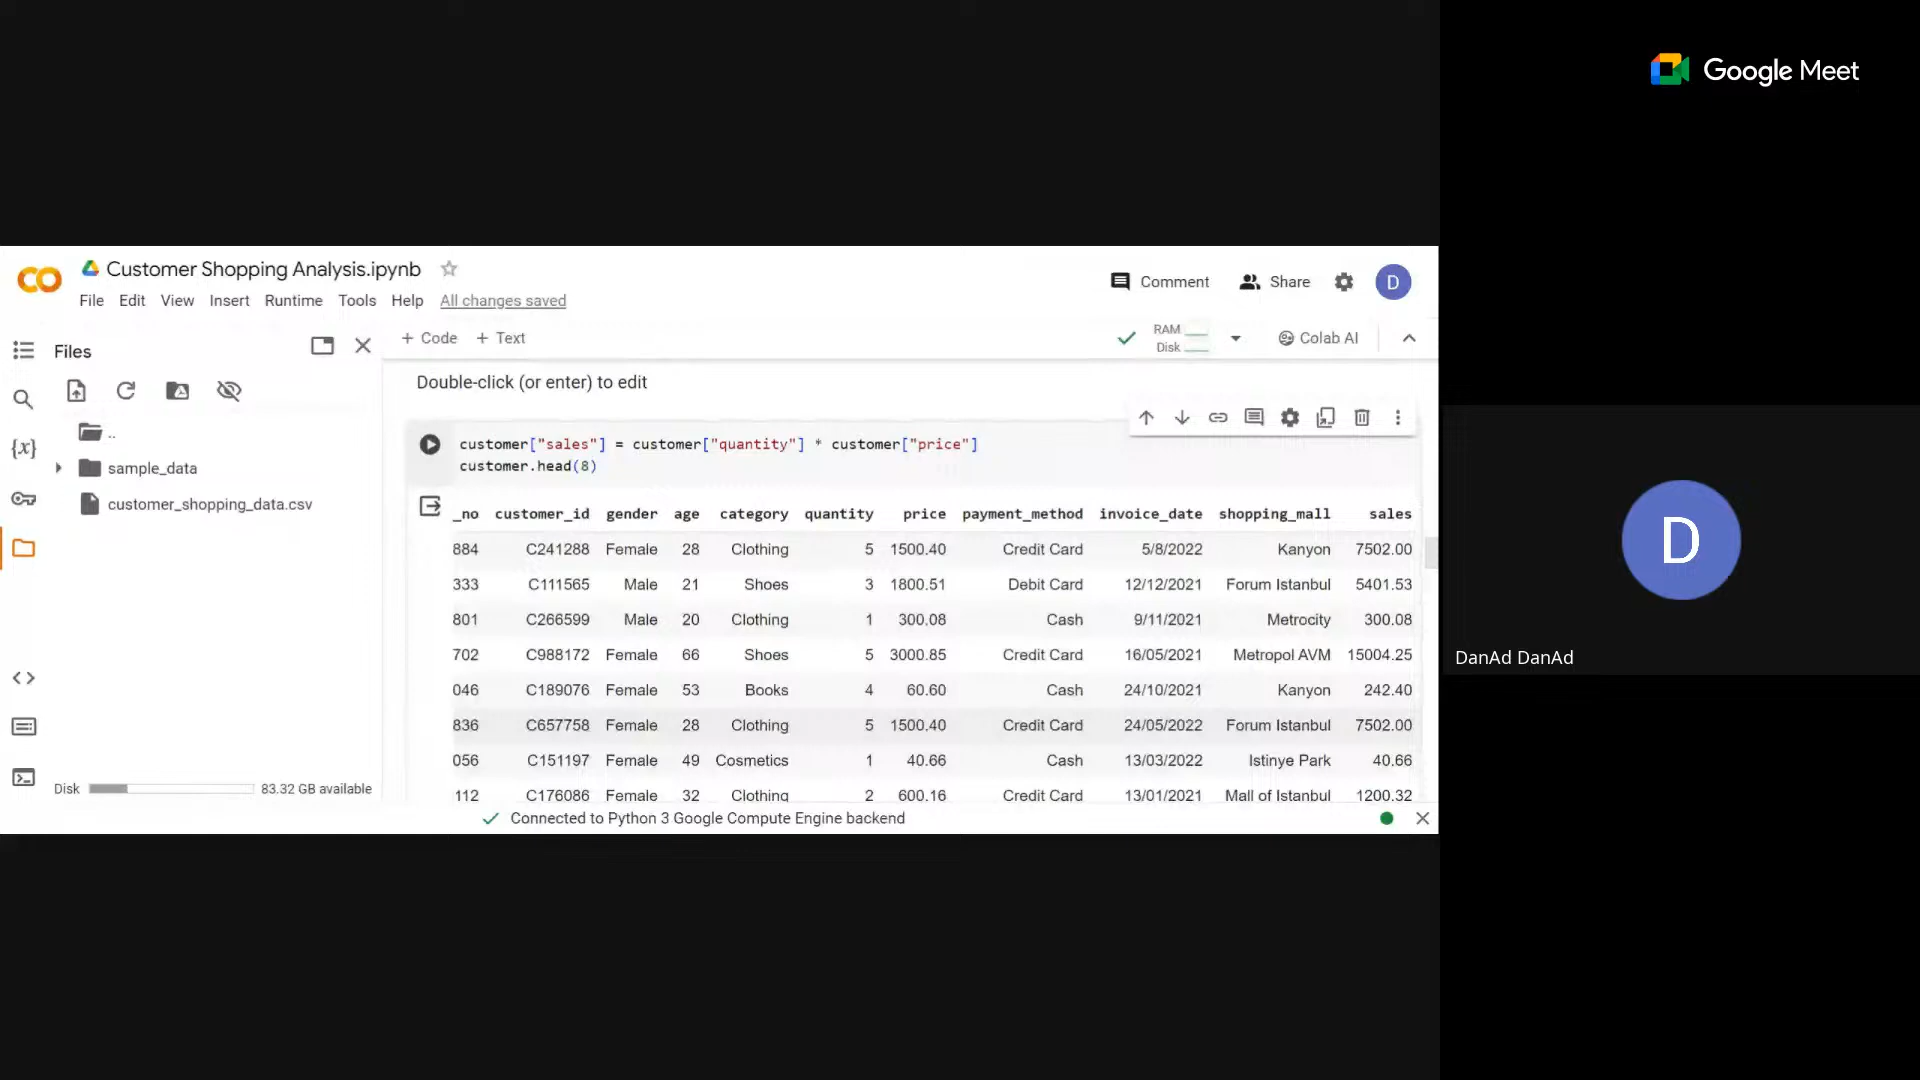 Google Meet
CO
Customer Shopping Analysis.ipynb
File Edit View Insert Runtime Tools Help All changes saved
Comment Share D
Files
+ Code + Text
RAM
Disk
Colab AI
Double-click (or enter) to edit
..
sample_data
customer_shopping_data.csv
{x}
customer["sales"] = customer["quantity"] * customer["price"]
customer.head(8)
_no customer_id gender age category quantity price payment_method invoice_date shopping_mall sales
884 C241288 Female 28 Clothing 5 1500.40 Credit Card 5/8/2022 Kanyon 7502.00
333 C111565 Male 21 Shoes 3 1800.51 Debit Card 12/12/2021 Forum Istanbul 5401.53
801 C266599 Male 20 Clothing 1 300.08 Cash 9/11/2021 Metrocity 300.08
702 C988172 Female 66 Shoes 5 3000.85 Credit Card 16/05/2021 Metropol AVM 15004.25
046 C189076 Female 53 Books 4 60.60 Cash 24/10/2021 Kanyon 242.40
836 C657758 Female 28 Clothing 5 1500.40 Credit Card 24/05/2022 Forum Istanbul 7502.00
056 C151197 Female 49 Cosmetics 1 40.66 Cash 13/03/2022 Istinye Park 40.66
112 C176086 Female 32 Clothing 2 600.16 Credit Card 13/01/2021 Mall of Istanbul 1200.32
Disk 83.32 GB available
Connected to Python 3 Google Compute Engine backend
D
DanAd DanAd